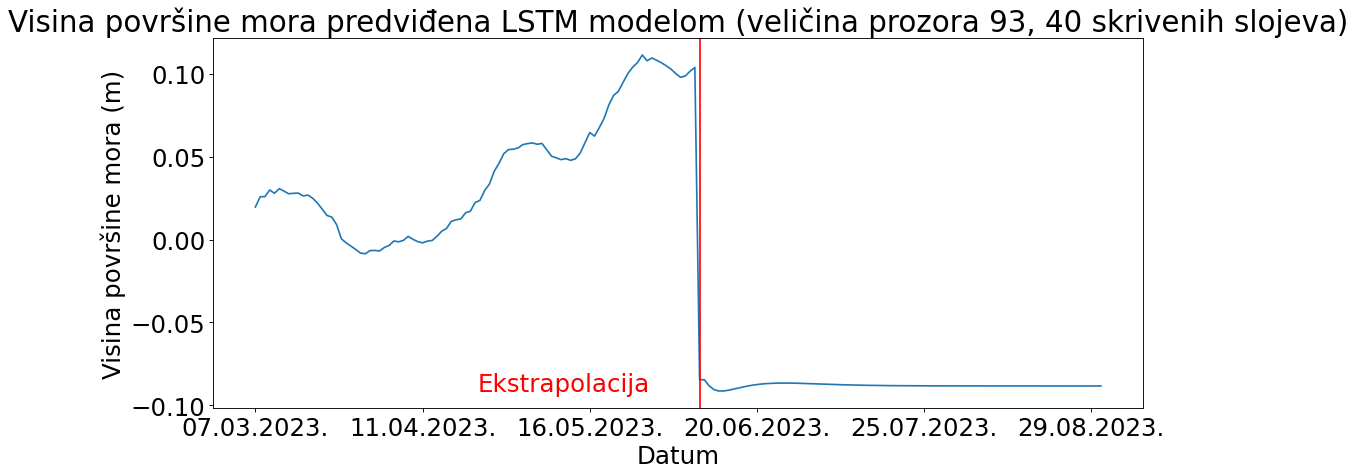 Visina površine mora predviđena LSTM modelom (veličina prozora 93, 40 skrivenih slojeva)
Visina površine mora (m)
0.10
0.05
0.00
−0.05
−0.10
Ekstrapolacija
07.03.2023. 11.04.2023. 16.05.2023. 20.06.2023. 25.07.2023. 29.08.2023.
Datum